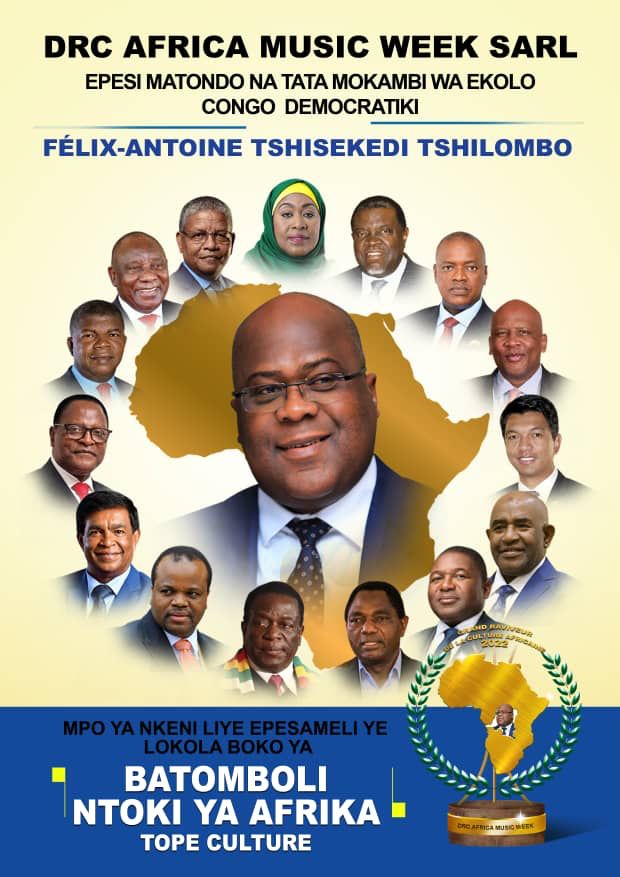 DRC AFRICA MUSIC WEEK SARL
EPESI MATONDO NA TATA MOKAMBI WA EKOLO
CONGO DEMOCRATIKI
FÉLIX-ANTOINE TSHISEKEDI TSHILOMBO
GRAND RAVIVEUR
DE LA CULTURE AFRICAINE
2022
MPO YA NKENI LIYE EPESAMELI YE
LOKOLA BOKO YA
BATOMBOLI
NTOKI YA AFRIKA
TOPE CULTURE
DRC AFRICA MUSIC WEEK